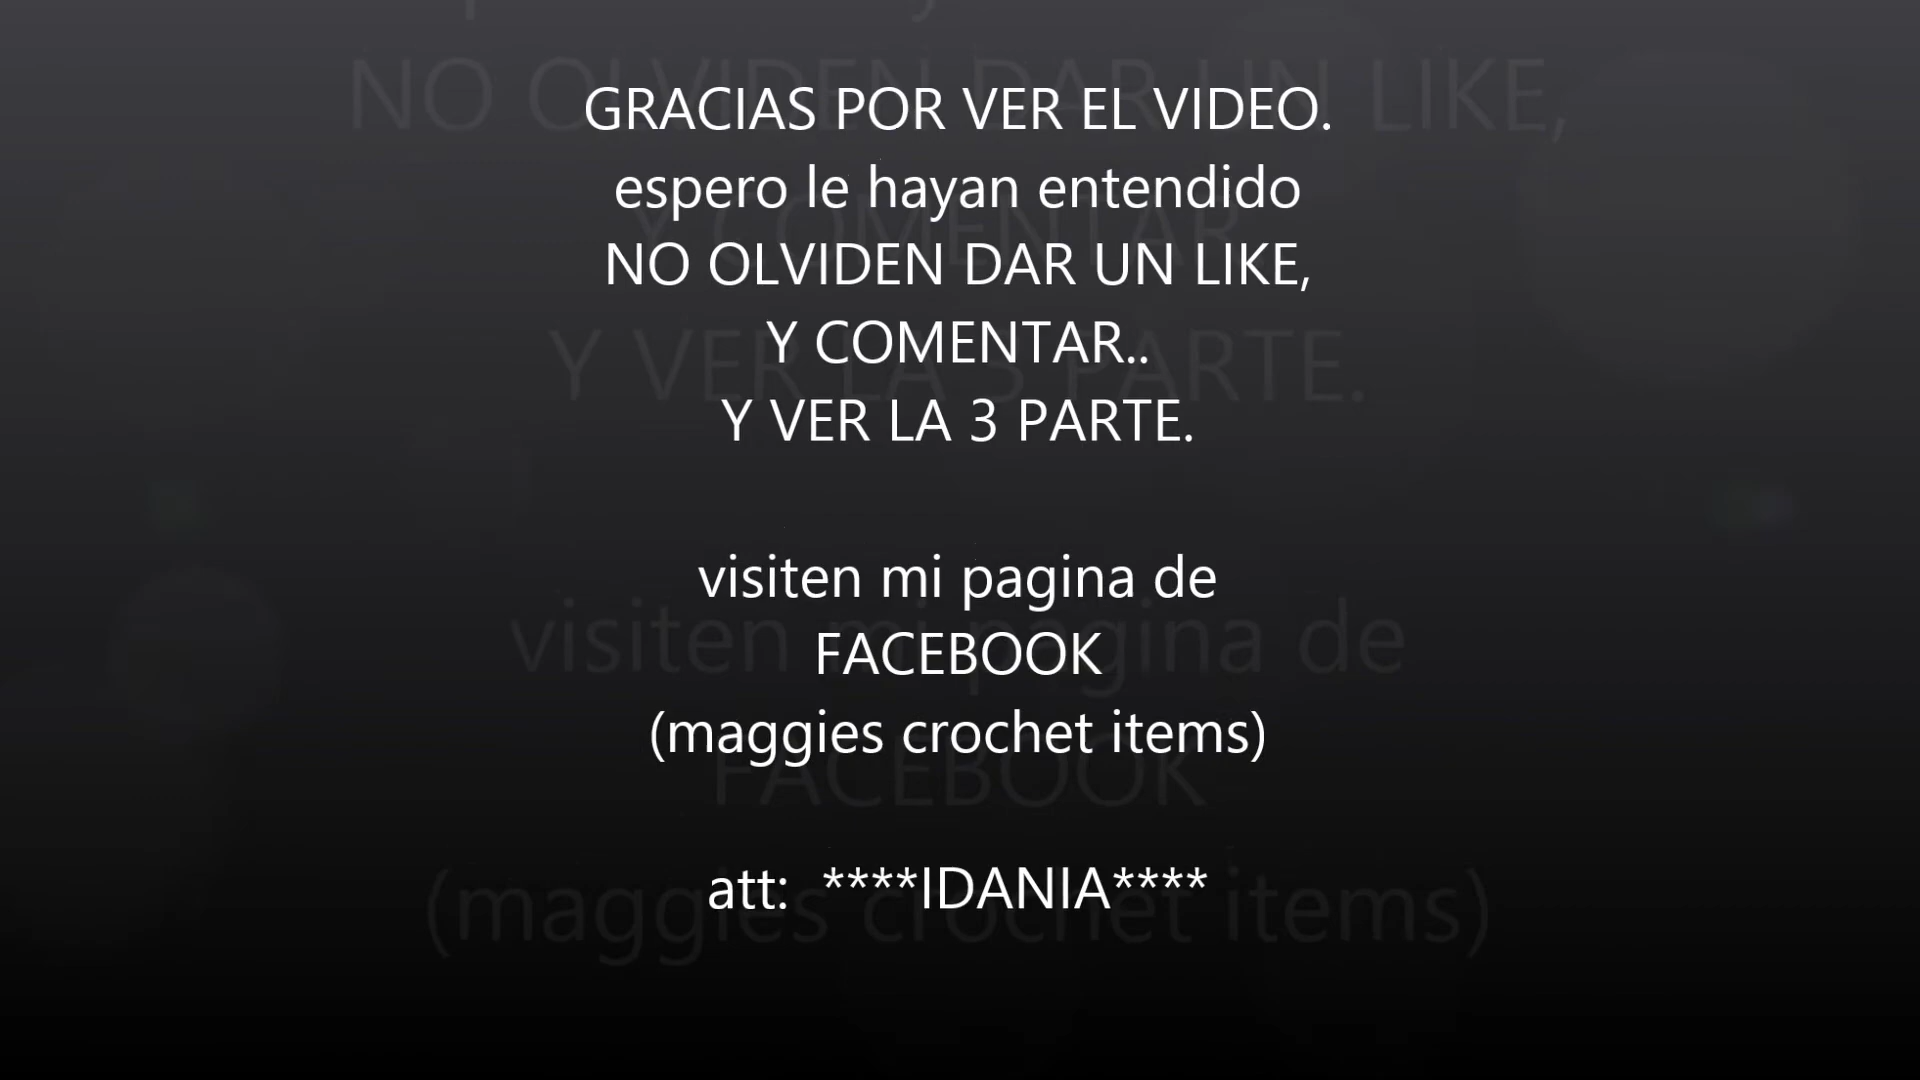 GRACIAS POR VER EL VIDEO.
espero le hayan entendido
NO OLVIDEN DAR UN LIKE,
Y COMENTAR..
Y VER LA 3 PARTE.
visiten mi pagina de
FACEBOOK
(maggies crochet items)
att: ****IDANIA****